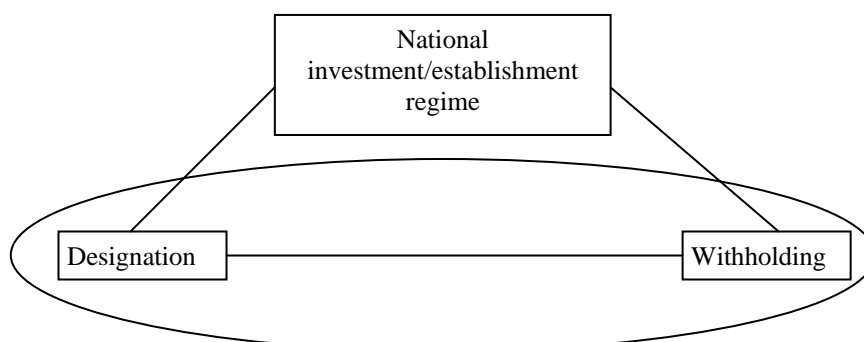 National
investment/establishment
regime
Designation
Withholding